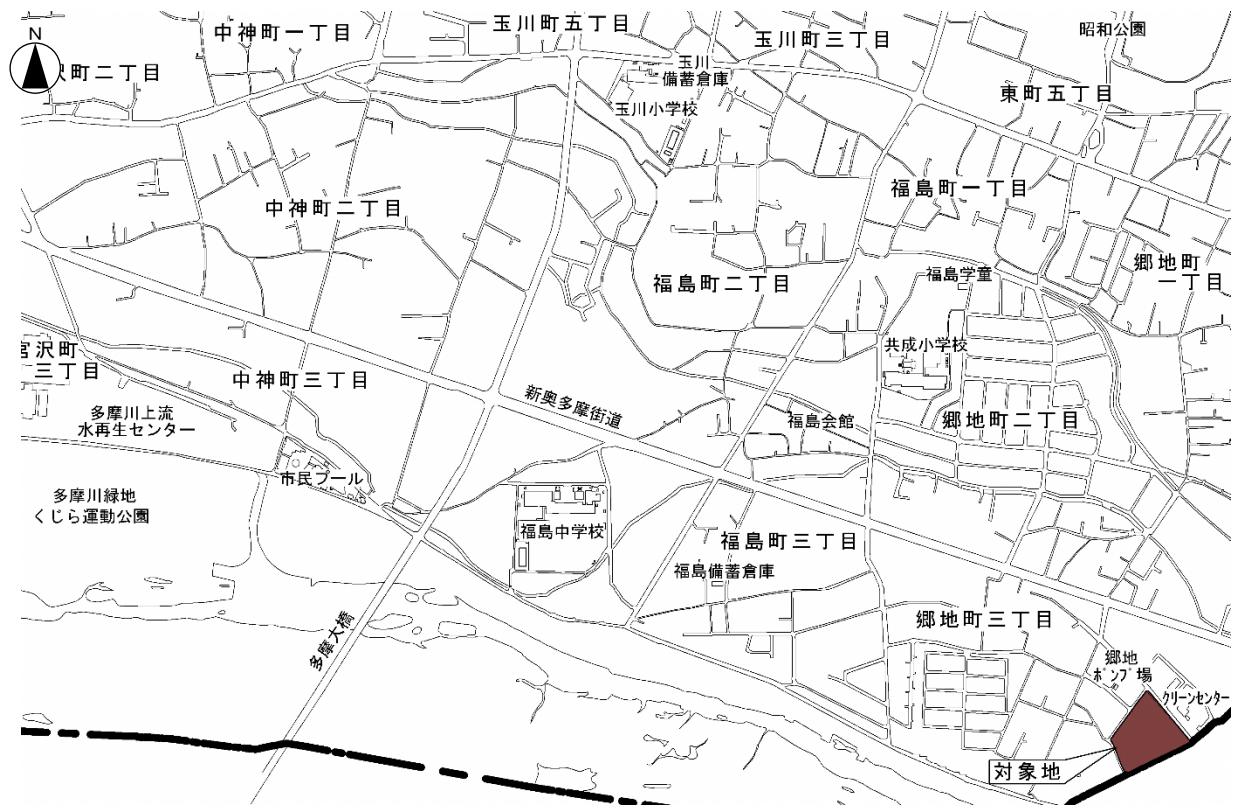 中神町一丁目
玉川町五丁目
玉川町三丁目
昭和公園
N
沢町二丁目
玉川
備蓄倉庫
東町五丁目
玉川小学校
福島町一丁目
中神町二丁目
郷地町
一丁目
福島町二丁目
福島学童
宮沢町
三丁目
共成小学校
中神町三丁目
新奥多摩街道
福島会館
郷地町二丁目
多摩川上流
水再生センター
市民プール
多摩川緑地
くじら運動公園
福島中学校
福島町三丁目
福島備蓄倉庫
郷地町三丁目
多摩大橋
郷地
ポンプ場
クリーンセンター
対象地